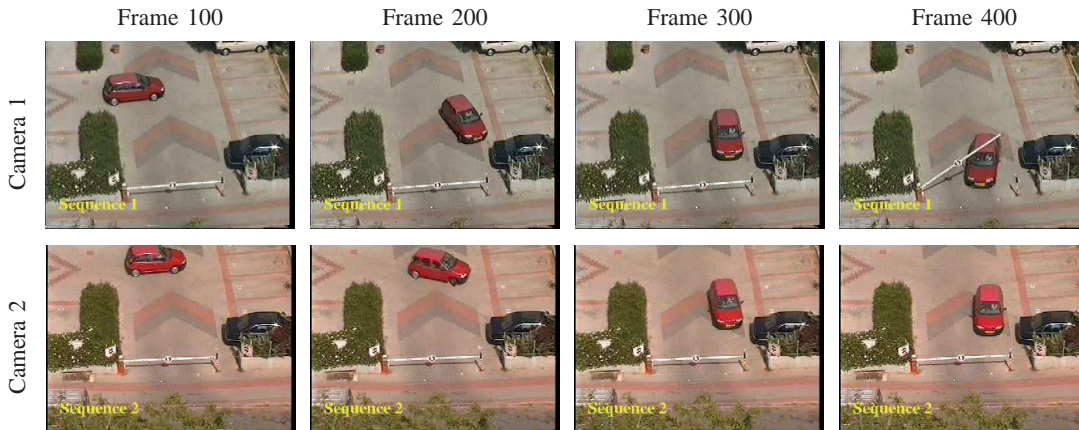 Frame 100
Frame 200
Frame 300
Frame 400
Camera 1
Sequence 1
Sequence 1
Sequence 1
Sequence 1
Camera 2
Sequence 2
Sequence 2
Sequence 2
Sequence 2